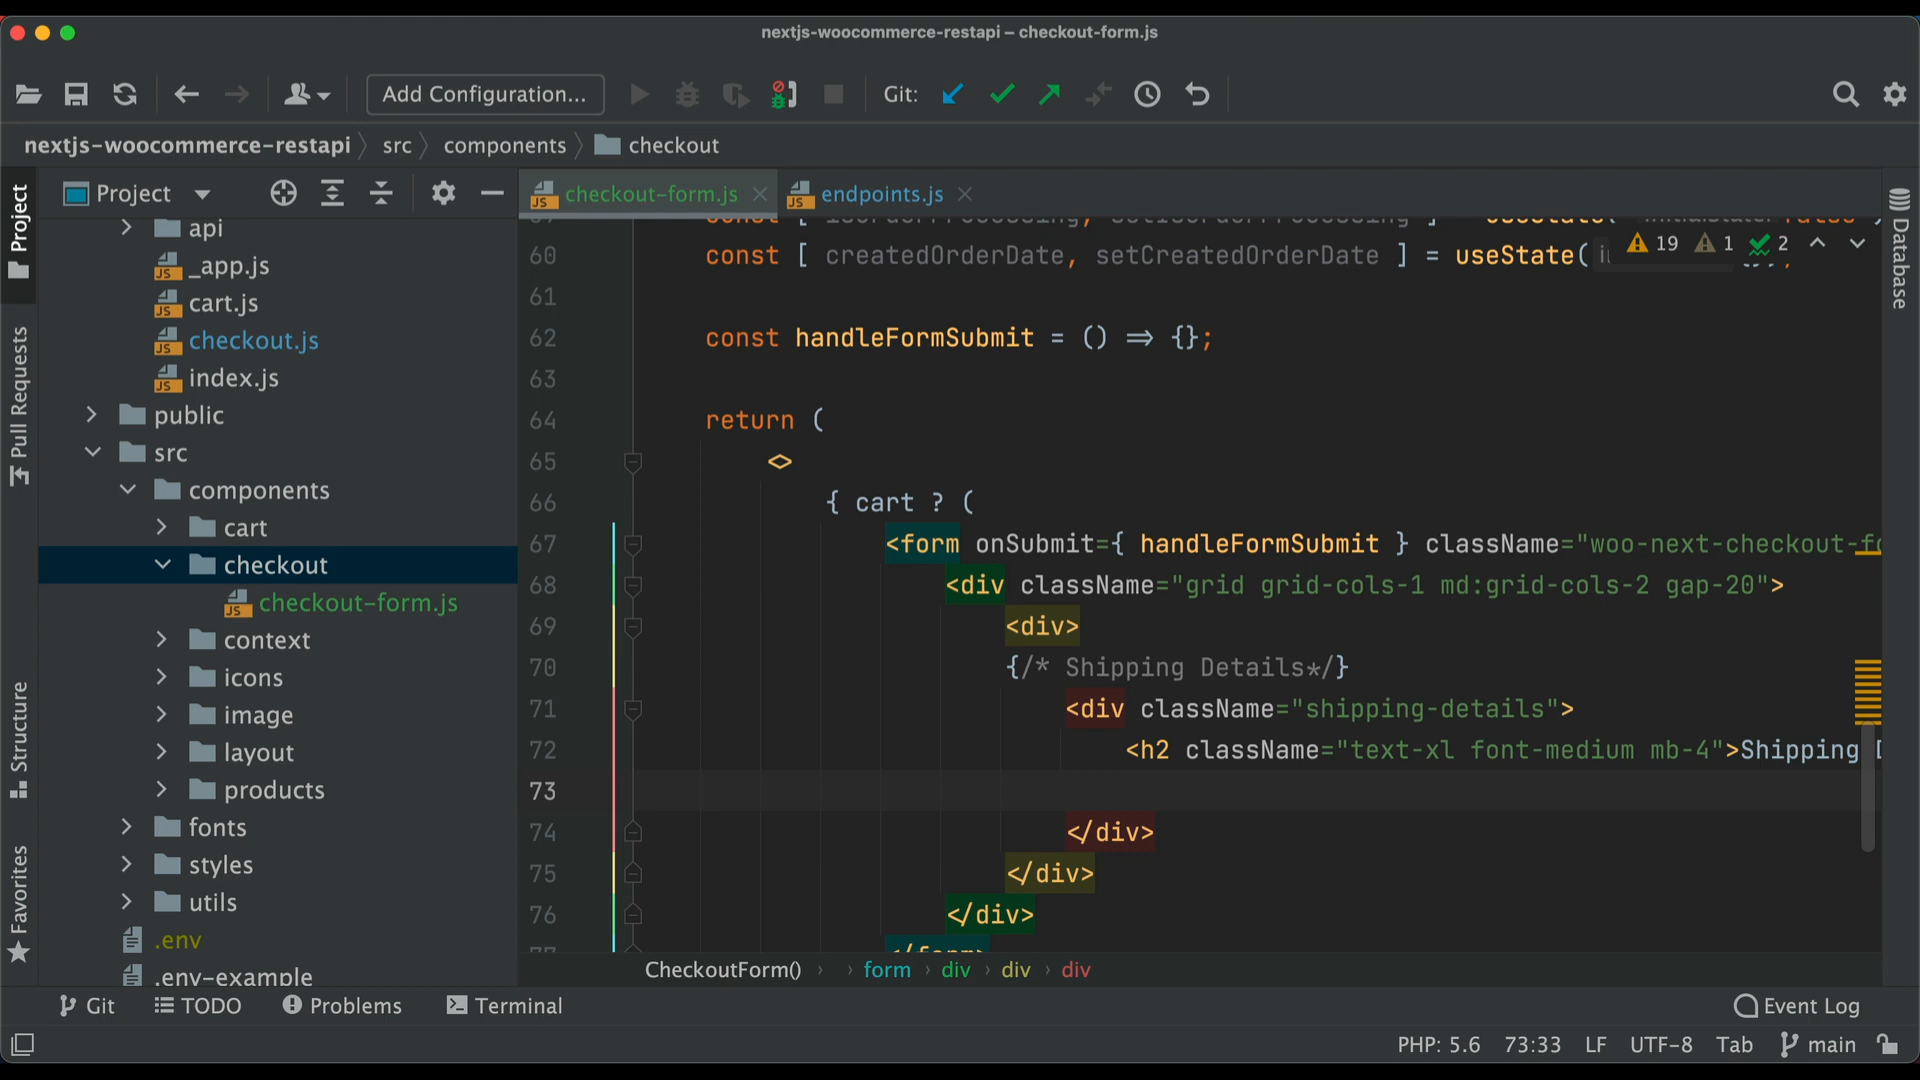 nextjs-woocommerce-restapi – checkout-form.js
Add Configuration...
Git:
nextjs-woocommerce-restapi
src
components
checkout
Project
Project
Pull Requests
Structure
Favorites
Database
api
_app.js
cart.js
checkout.js
index.js
public
src
components
cart
checkout
checkout-form.js
context
icons
image
layout
products
fonts
styles
utils
.env
.env-example
checkout-form.js
endpoints.js
19 1 2
60 const [ createdOrderDate, setCreatedOrderDate ] = useState(
61
62 const handleFormSubmit = () => {};
63
64 return (
65 <>
66 { cart ? (
67 <form onSubmit={ handleFormSubmit } className="woo-next-checkout-
68 <div className="grid grid-cols-1 md:grid-cols-2 gap-20">
69 <div>
70 {/* Shipping Details*/}
71 <div className="shipping-details">
72 <h2 className="text-xl font-medium mb-4">Shipping
73
74 </div>
75 </div>
76 </div>
CheckoutForm() form div div div
Git TODO Problems Terminal Event Log
PHP: 5.6 73:33 LF UTF-8 Tab main